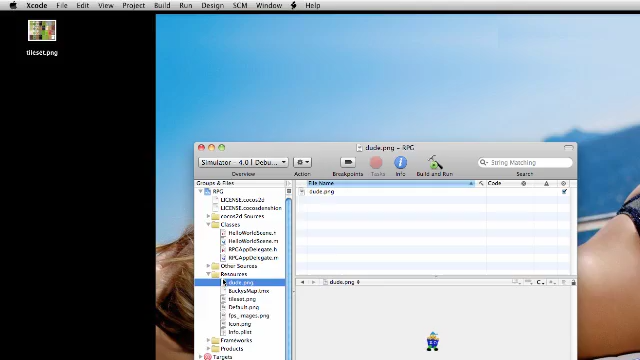 Xcode File Edit View Project Build Run Design SCM Window Help
tileset.png
dude.png - RPG
Simulator - 4.0 | Debu...
String Matching
Overview Action Breakpoints Tasks Info Build and Run Search
Groups & Files
File Name Code
RPG
dude.png
LICENSE.cocos2d
LICENSE.cocosdenshion
cocos2d Sources
Classes
HelloWorldScene.h
HelloWorldScene.m
RPGAppDelegate.h
RPGAppDelegate.m
Other Sources
Resources
dude.png
dude.png
BuckysMap.tmx
tileset.png
Default.png
fps_images.png
Icon.png
Info.plist
Frameworks
Products
Targets